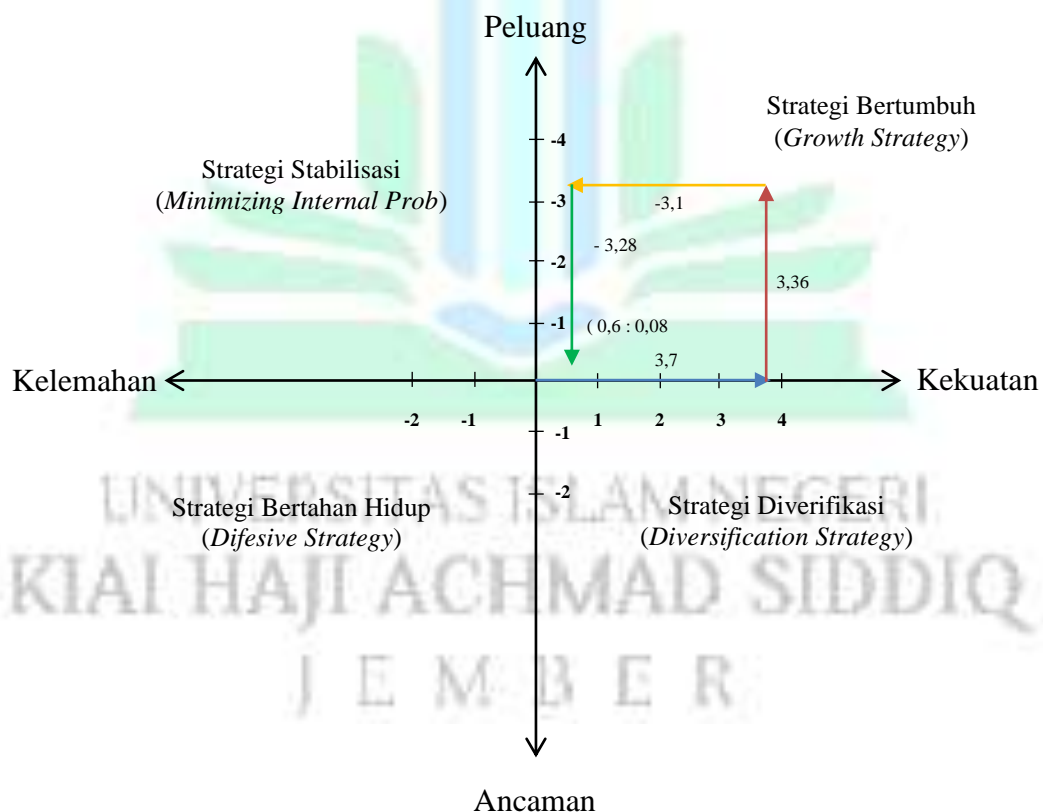 Peluang
Strategi Bertumbuh
(Growth Strategy)
-4
Strategi Stabilisasi
(Minimizing Internal Prob)
-3
-3,1
- 3,28
-2
3,36
-1
( 0,6 : 0,08
3,7
Kelemahan
Kekuatan
-2
-1
1
2
3
4
-1
-2
Strategi Bertahan Hidup
(Difesive Strategy)
Strategi Diverifikasi
(Diversification Strategy)
UNIVERSITAS ISLAM NEGERI
KIAI HAJI ACHMAD SIDDIQ
JEMBER
Ancaman